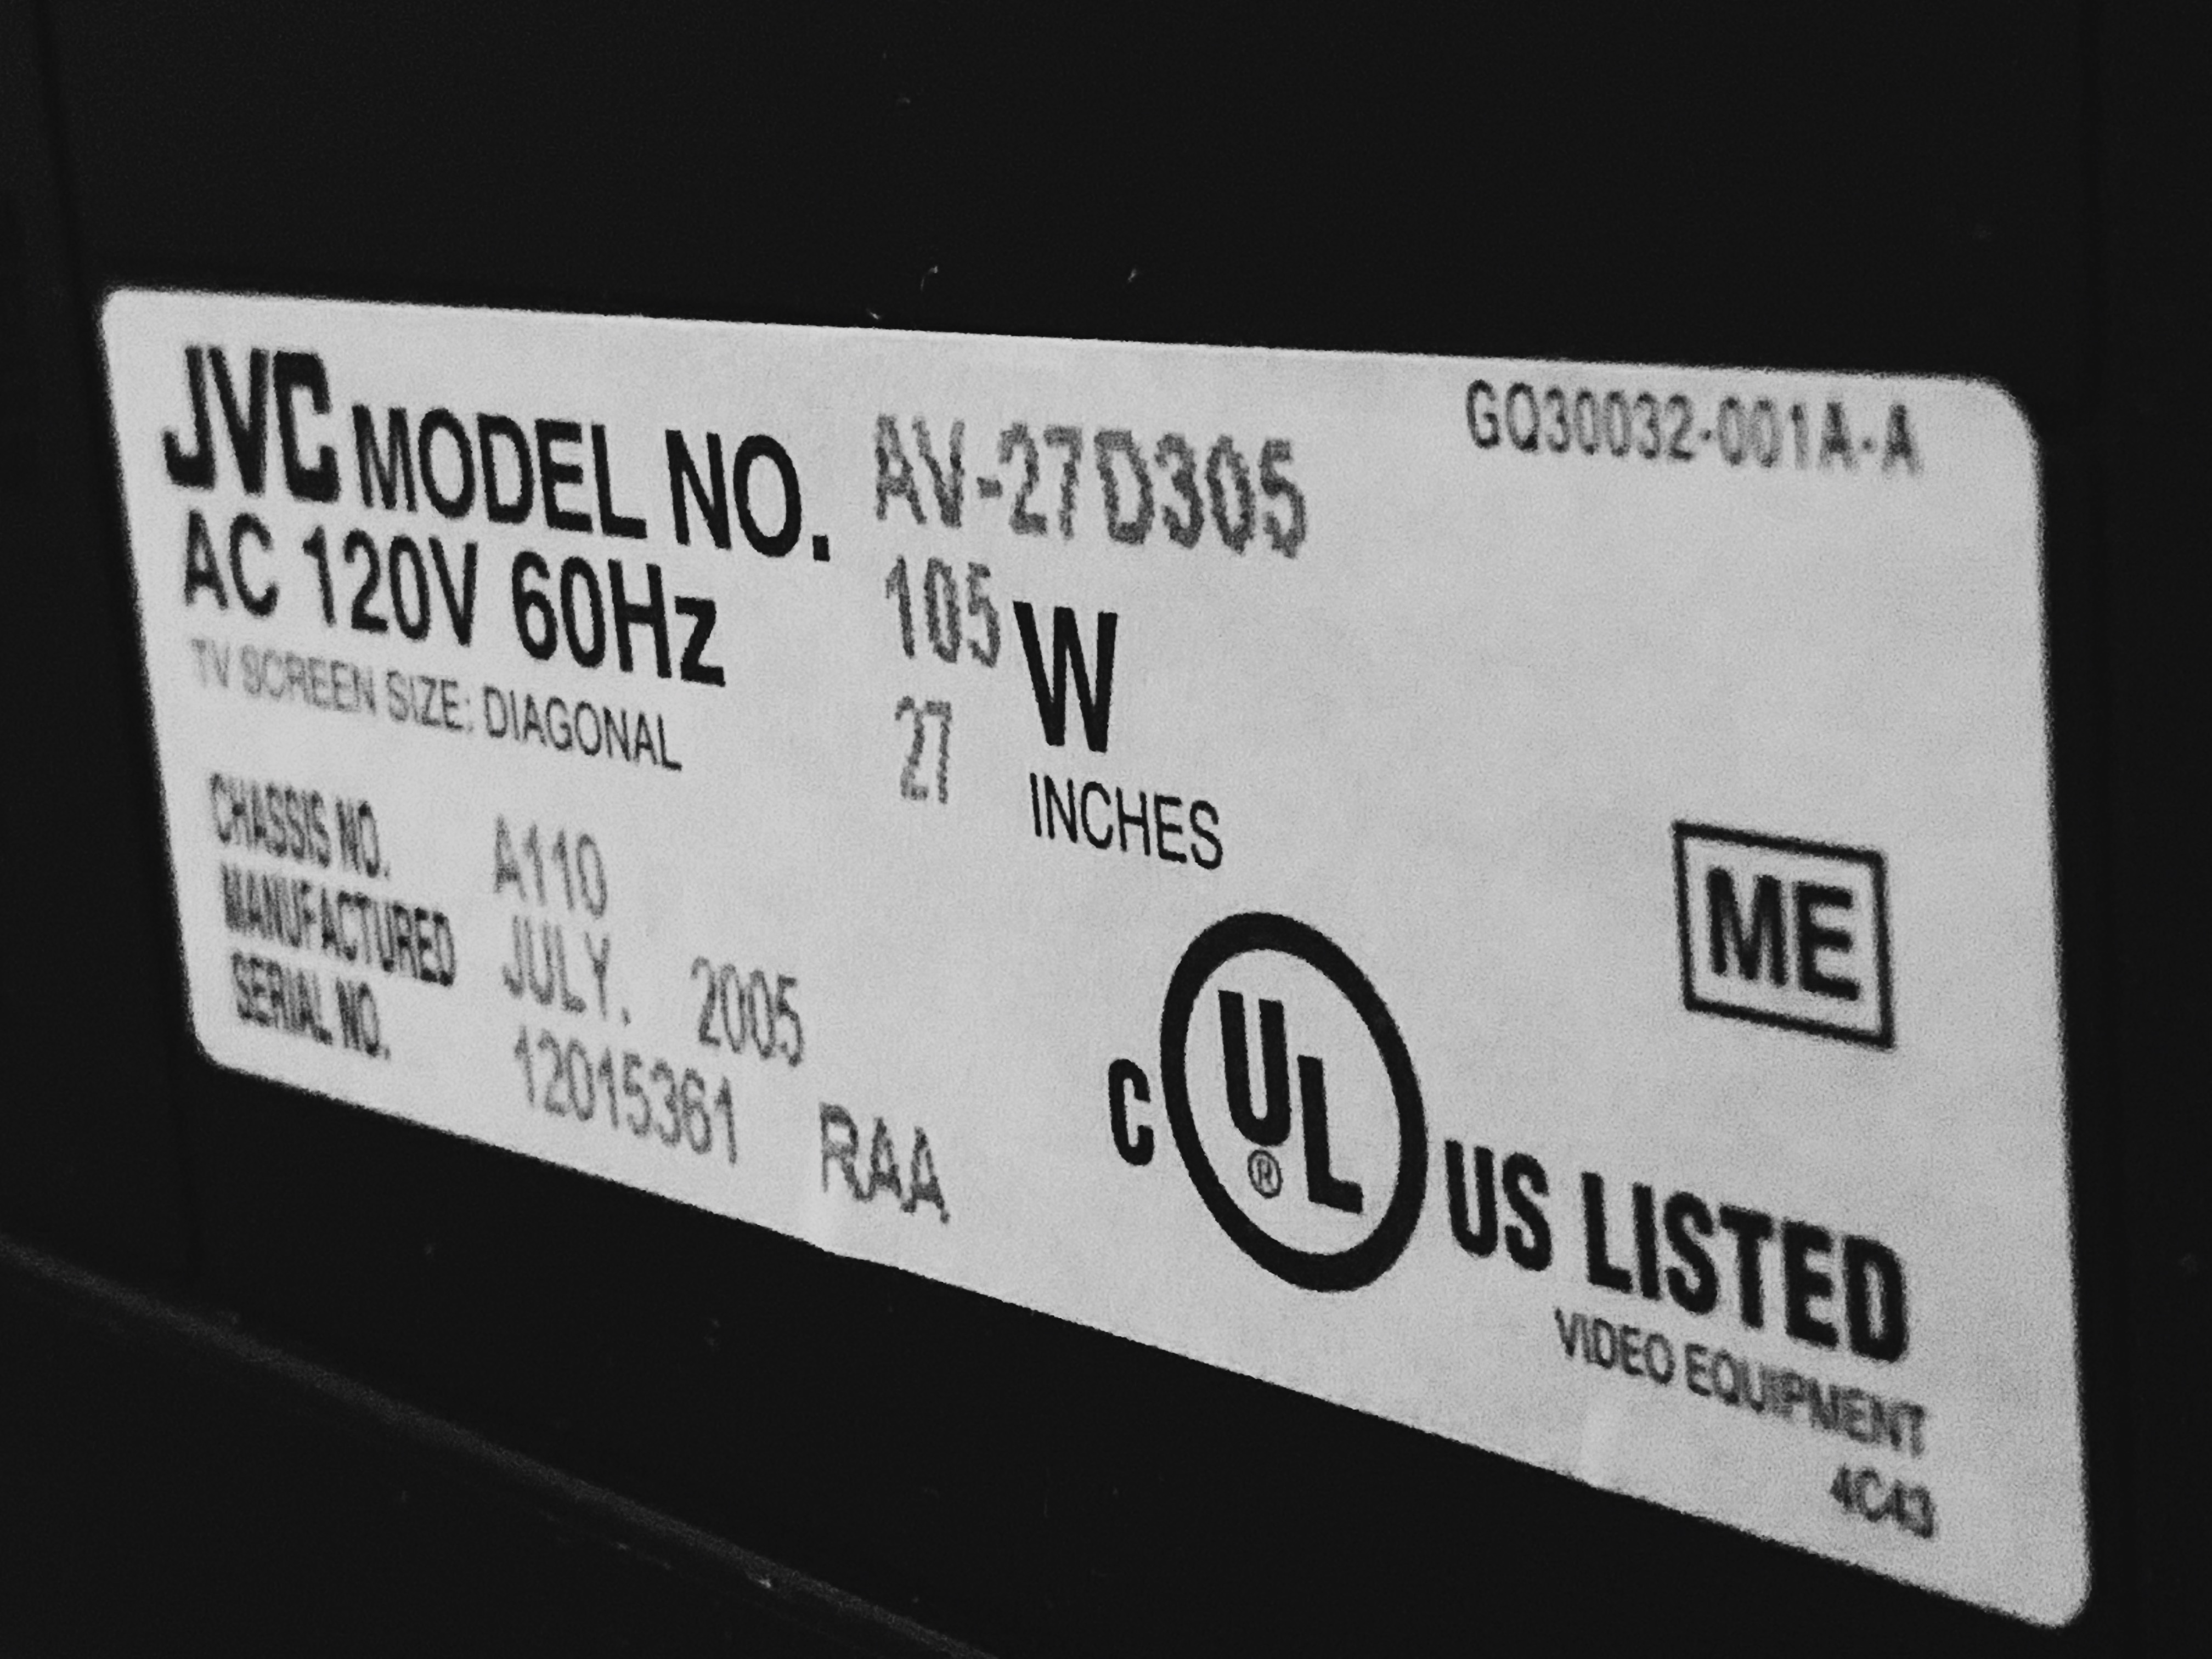 GQ30032-001A-A
JVC MODEL NO. AV-27D305
AC 120V 60Hz 105 W
TV SCREEN SIZE: DIAGONAL 27 INCHES
CHASSIS NO. A110
MANUFACTURED JULY. 2005
SERIAL NO. 12015361 RAA
ME
C UL ® US LISTED
VIDEO EQUIPMENT
4C43